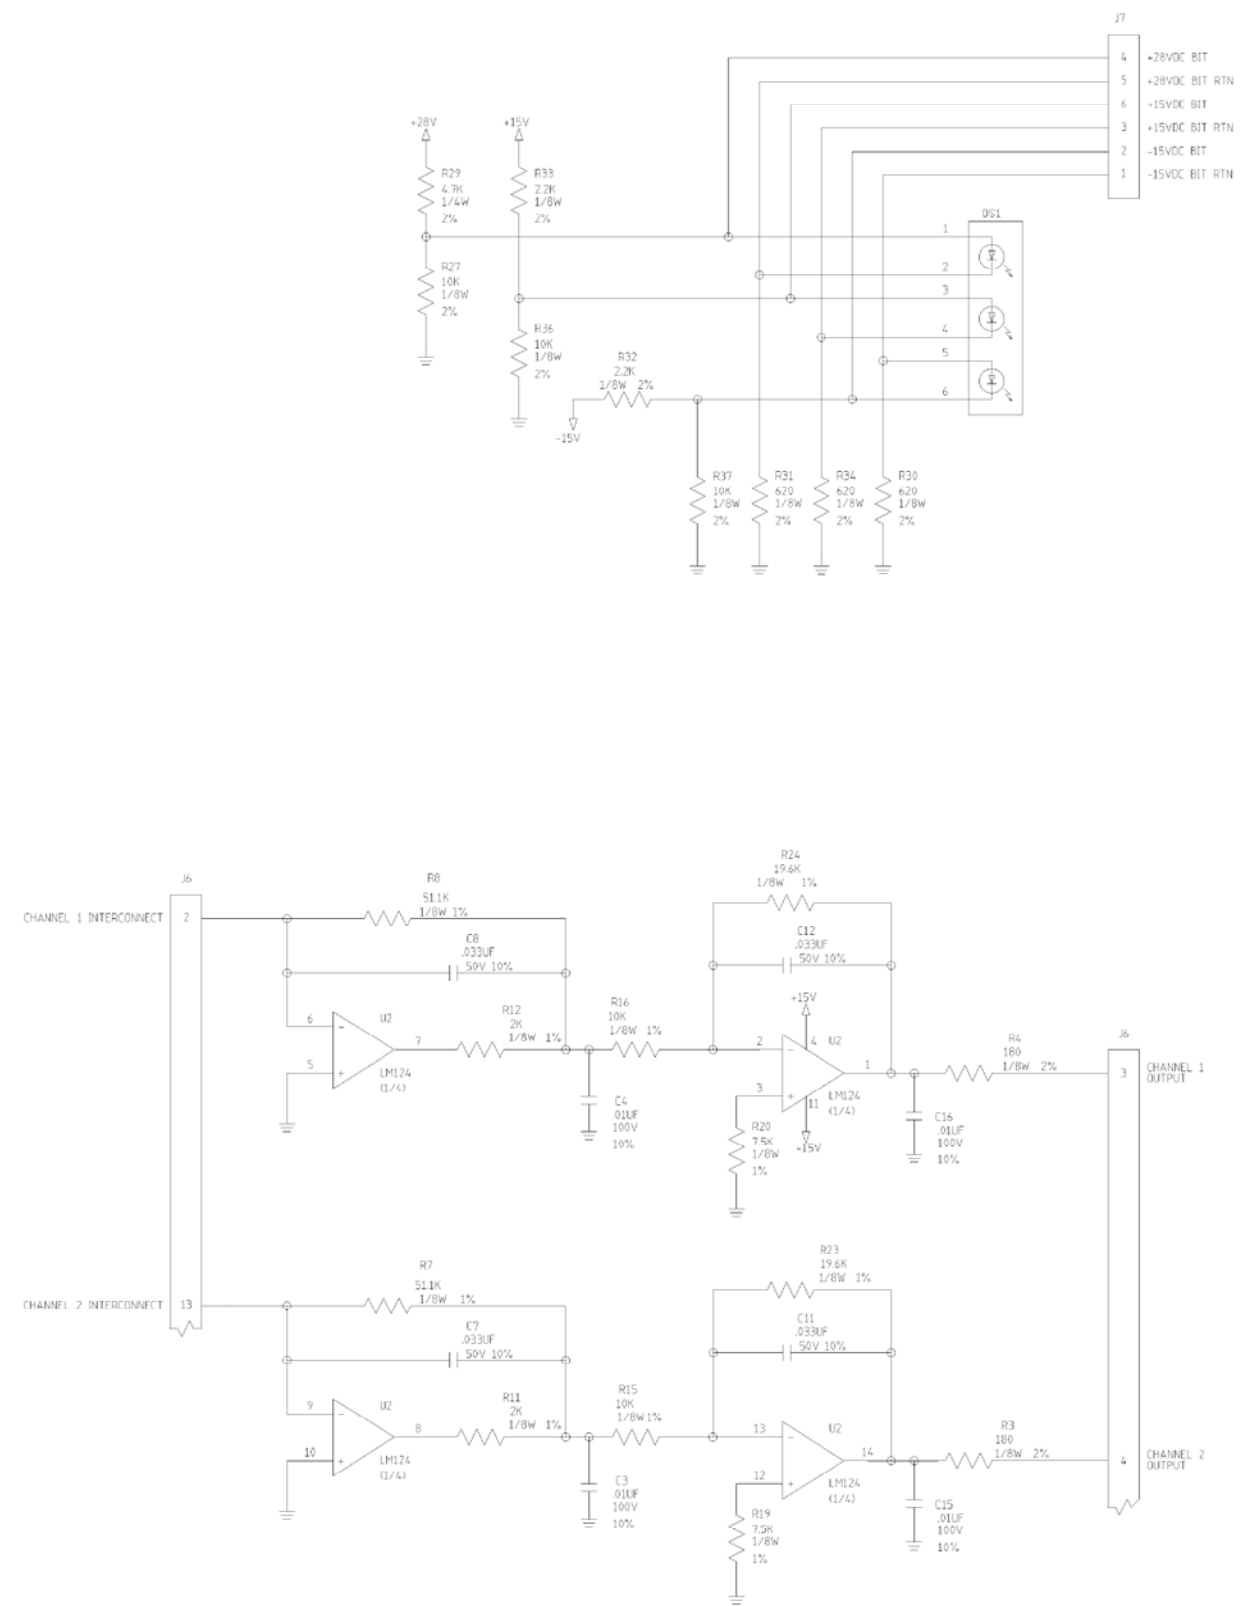 J7
4 +28VDC BIT
5 +28VDC BIT RTN
6 +15VDC BIT
3 +15VDC BIT RTN
2 -15VDC BIT
1 -15VDC BIT RTN
+28V
+15V
R29
4.7K
1/4W
2%
R33
2.2K
1/8W
2%
DS1
1
2
3
4
5
6
R27
10K
1/8W
2%
R36
10K
1/8W
2%
R32
2.2K
1/8W 2%
-15V
R37
10K
1/8W
2%
R31
620
1/8W
2%
R34
620
1/8W
2%
R30
620
1/8W
2%
J6
CHANNEL 1 INTERCONNECT 2
R8
51.1K
1/8W 1%
C8
.033UF
50V 10%
6
5
7
U2
LM124
(1/4)
R12
2K
1/8W 1%
R16
10K
1/8W 1%
C4
.01UF
100V
10%
R24
19.6K
1/8W 1%
C12
.033UF
50V 10%
+15V
2
3
4
11
1
U2
LM124
(1/4)
-15V
R20
7.5K
1/8W
1%
C16
.01UF
100V
10%
R4
180
1/8W 2%
J6
3 CHANNEL 1
OUTPUT
CHANNEL 2 INTERCONNECT 13
R7
51.1K
1/8W 1%
C7
.033UF
50V 10%
9
10
8
U2
LM124
(1/4)
R11
2K
1/8W 1%
R15
10K
1/8W1%
C3
.01UF
100V
10%
R23
19.6K
1/8W 1%
C11
.033UF
50V 10%
13
12
14
U2
LM124
(1/4)
R19
7.5K
1/8W
1%
C15
.01UF
100V
10%
R3
180
1/8W 2%
4 CHANNEL 2
OUTPUT